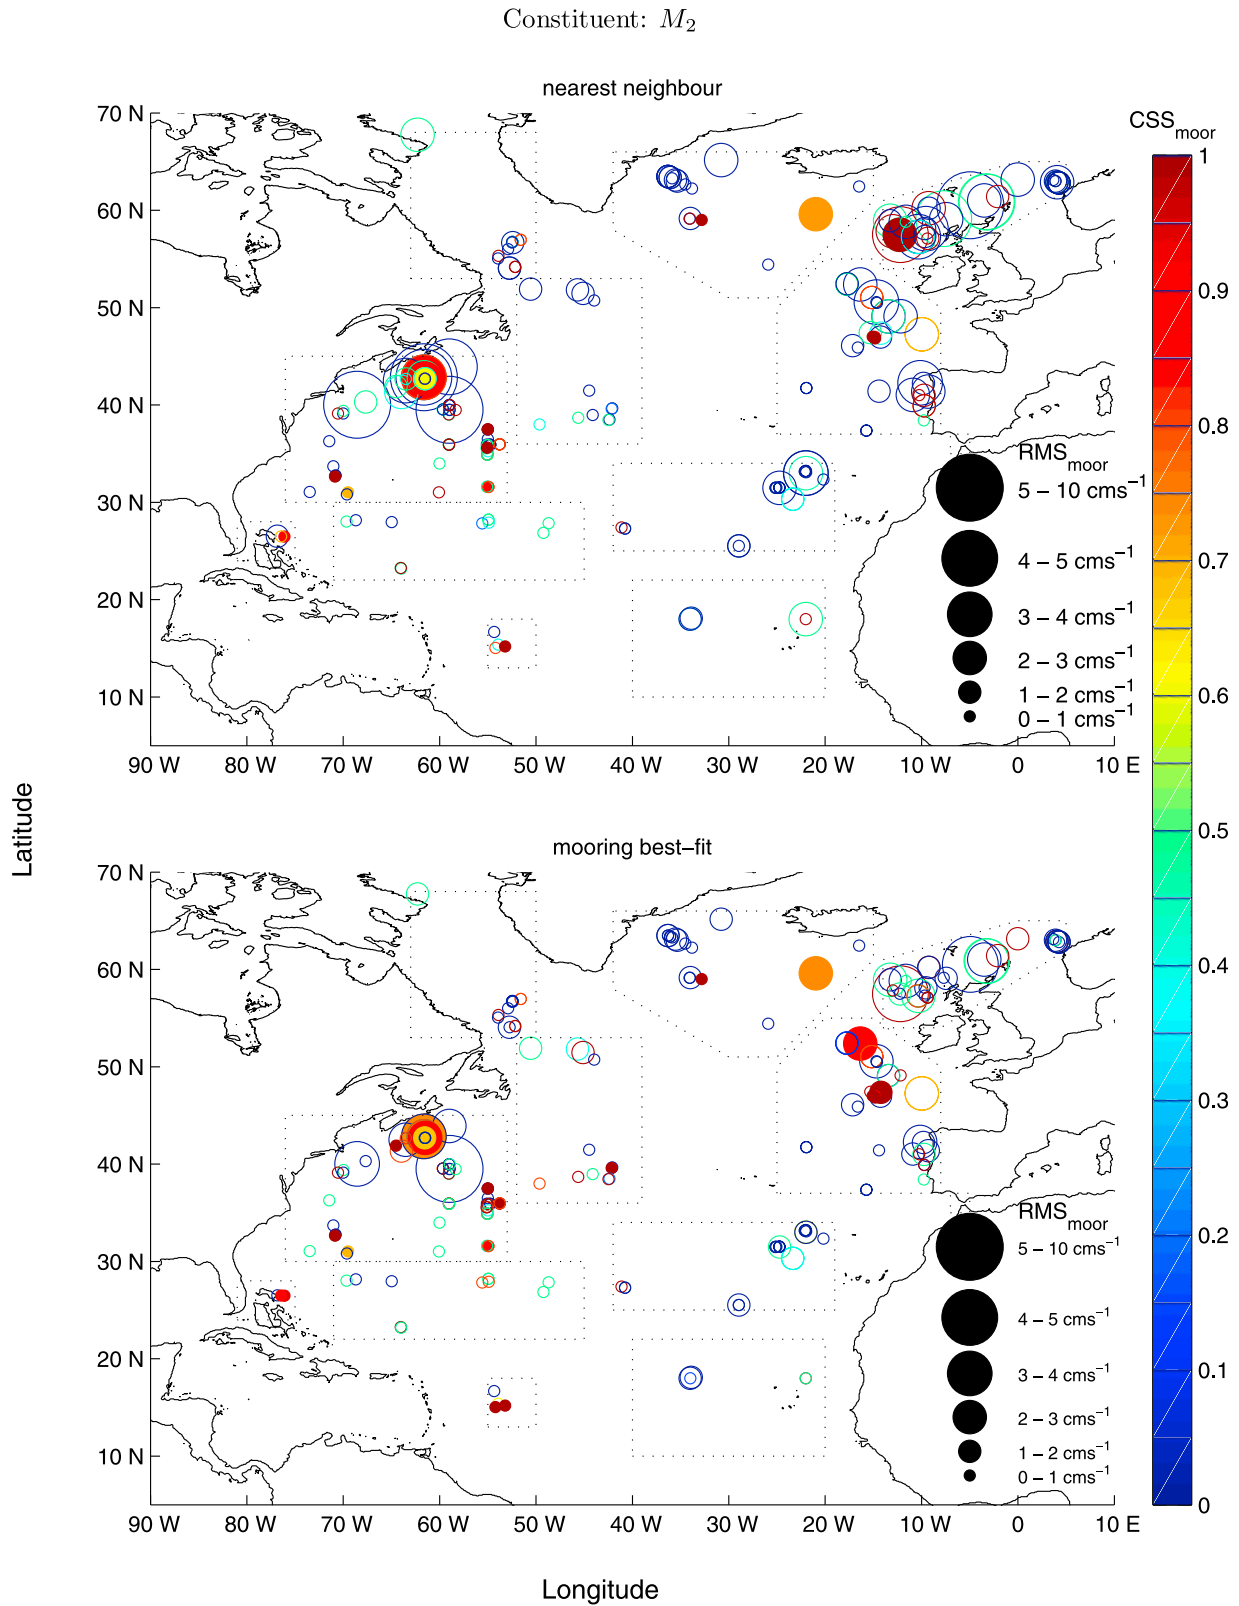 Constituent: M2
nearest neighbour
70 N
60 N
50 N
40 N
30 N
20 N
10 N
90 W 80 W 70 W 60 W 50 W 40 W 30 W 20 W 10 W 0 10 E
RMSmoor
5 – 10 cms−1
4 – 5 cms−1
3 – 4 cms−1
2 – 3 cms−1
1 – 2 cms−1
0 – 1 cms−1
CSSmoor
1
0.9
0.8
0.7
0.6
0.5
0.4
0.3
0.2
0.1
0
Latitude
mooring best–fit
70 N
60 N
50 N
40 N
30 N
20 N
10 N
90 W 80 W 70 W 60 W 50 W 40 W 30 W 20 W 10 W 0 10 E
RMSmoor
5 – 10 cms−1
4 – 5 cms−1
3 – 4 cms−1
2 – 3 cms−1
1 – 2 cms−1
0 – 1 cms−1
Longitude